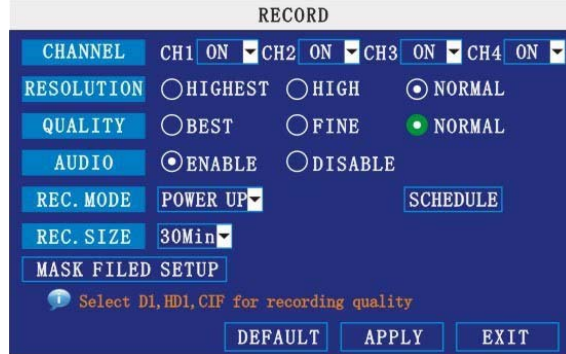 RECORD
CHANNEL CH1 ON CH2 ON CH3 ON CH4 ON
RESOLUTION HIGHEST HIGH NORMAL
QUALITY BEST FINE NORMAL
AUDIO ENABLE DISABLE
REC. MODE POWER UP SCHEDULE
REC. SIZE 30Min
MASK FILED SETUP
Select D1, HD1, CIF for recording quality
DEFAULT APPLY EXIT